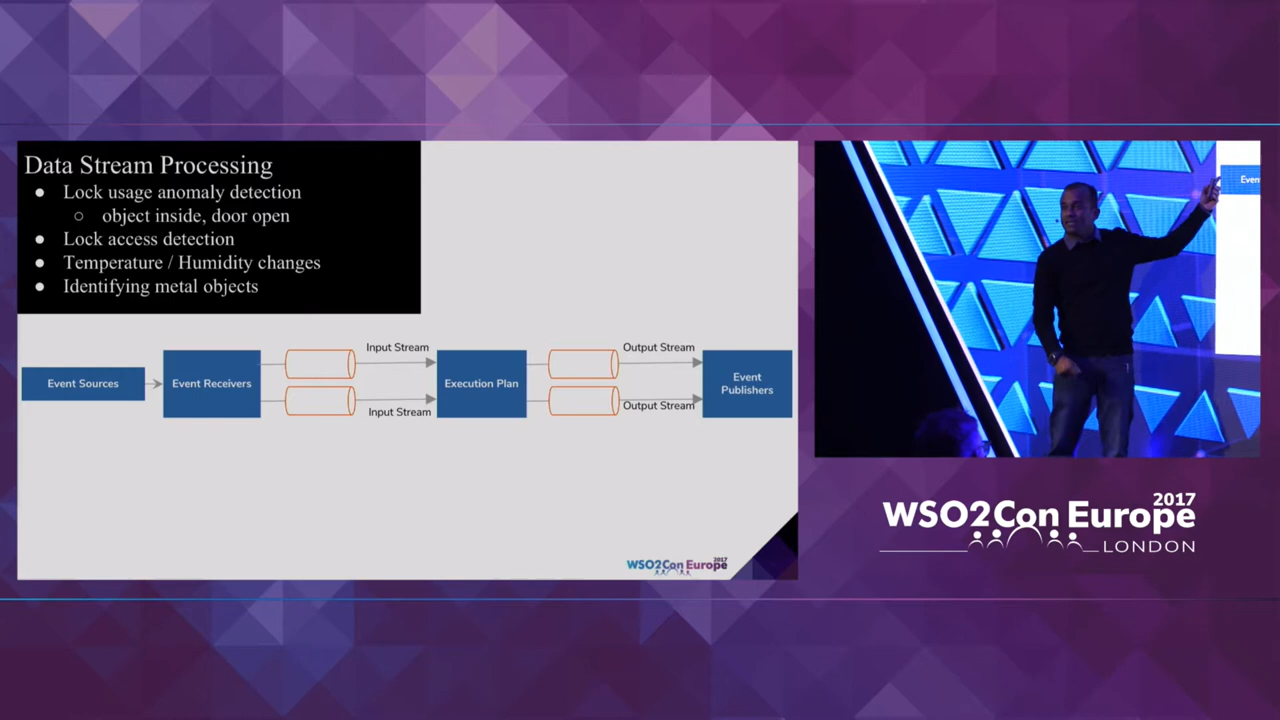 Data Stream Processing
● Lock usage anomaly detection
○ object inside, door open
● Lock access detection
● Temperature / Humidity changes
● Identifying metal objects
Event Sources
Event Receivers
Input Stream
Input Stream
Execution Plan
Output Stream
Output Stream
Event
Publishers
WSO2Con Europe 2017
Even
WSO2Con Europe 2017
LONDON